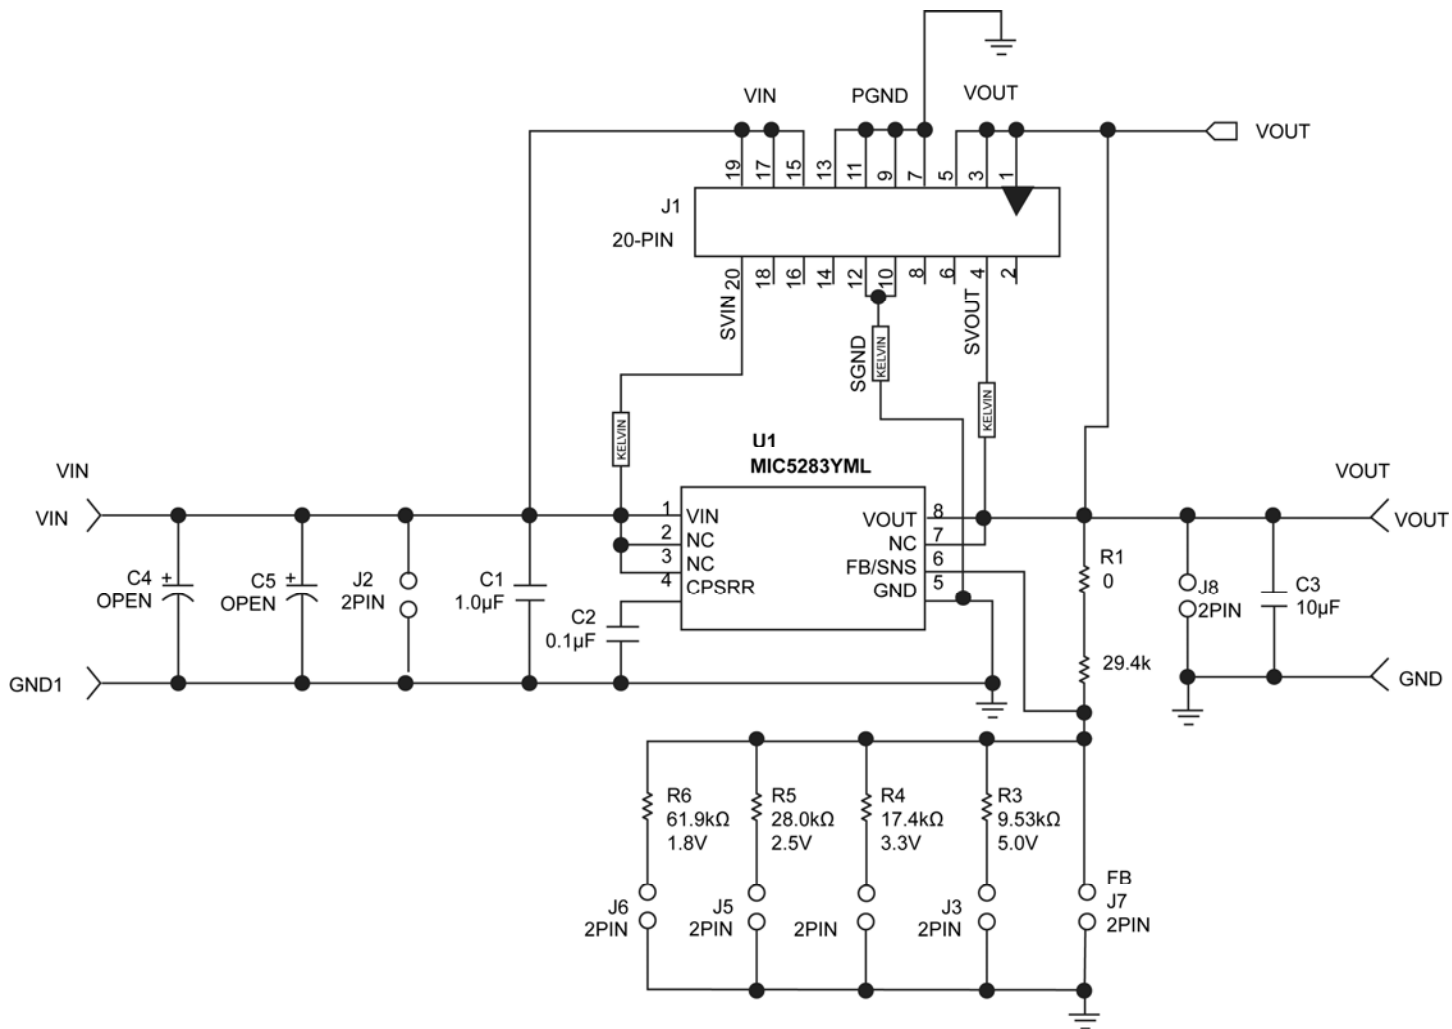 VIN
PGND
VOUT
VOUT
19
17
15
13
11
9
7
5
3
1
J1
20-PIN
20
18
16
14
12
10
8
6
4
2
SVIN
SGND
SVOUT
KELVIN
KELVIN
KELVIN
U1
MIC5283YML
VIN
VIN
VOUT
VOUT
1
2
3
4
VIN
NC
NC
CPSRR
VOUT
NC
FB/SNS
GND
8
7
6
5
C4
OPEN
+
C5
OPEN
+
J2
2PIN
C1
1.0µF
C2
0.1µF
R1
0
29.4k
J8
2PIN
C3
10µF
GND1
GND
R6
61.9kΩ
1.8V
R5
28.0kΩ
2.5V
R4
17.4kΩ
3.3V
R3
9.53kΩ
5.0V
J6
2PIN
J5
2PIN
2PIN
J3
2PIN
FB
J7
2PIN